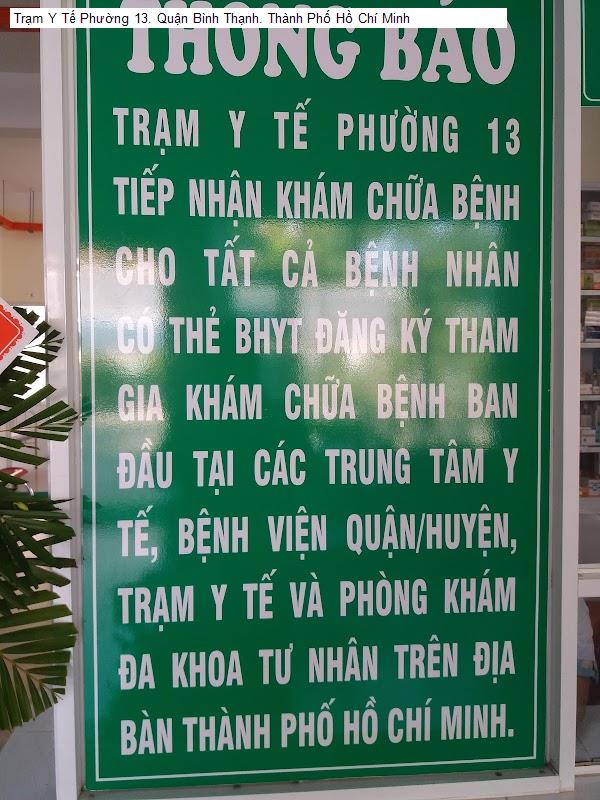 Trạm Y Tế Phường 13. Quận Bình Thạnh. Thành Phố Hồ Chí Minh
THÔNG BÁO
TRẠM Y TẾ PHƯỜNG 13
TIẾP NHẬN KHÁM CHỮA BỆNH
CHO TẤT CẢ BỆNH NHÂN
CÓ THẺ BHYT ĐĂNG KÝ THAM
GIA KHÁM CHỮA BỆNH BAN
ĐẦU TẠI CÁC TRUNG TÂM Y
TẾ, BỆNH VIỆN QUẬN/HUYỆN,
TRẠM Y TẾ VÀ PHÒNG KHÁM
ĐA KHOA TƯ NHÂN TRÊN ĐỊA
BÀN THÀNH PHỐ HỒ CHÍ MINH.